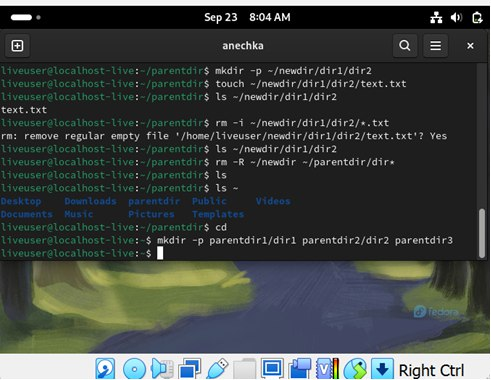 Sep 23 8:04 AM
anechka
liveuser@localhost-live:~/parentdir$ mkdir -p ~/newdir/dir1/dir2
liveuser@localhost-live:~/parentdir$ touch ~/newdir/dir1/dir2/text.txt
liveuser@localhost-live:~/parentdir$ ls ~/newdir/dir1/dir2
text.txt
liveuser@localhost-live:~/parentdir$ rm -i ~/newdir/dir1/dir2/*.txt
rm: remove regular empty file '/home/liveuser/newdir/dir1/dir2/text.txt'? Yes
liveuser@localhost-live:~/parentdir$ ls ~/newdir/dir1/dir2
liveuser@localhost-live:~/parentdir$ rm -R ~/newdir ~/parentdir/dir*
liveuser@localhost-live:~/parentdir$ ls
liveuser@localhost-live:~/parentdir$ ls ~
Desktop Downloads parentdir Public Videos
Documents Music Pictures Templates
liveuser@localhost-live:~/parentdir$ cd
liveuser@localhost-live:~$ mkdir -p parentdir1/dir1 parentdir2/dir2 parentdir3
liveuser@localhost-live:~$
fedora
Right Ctrl